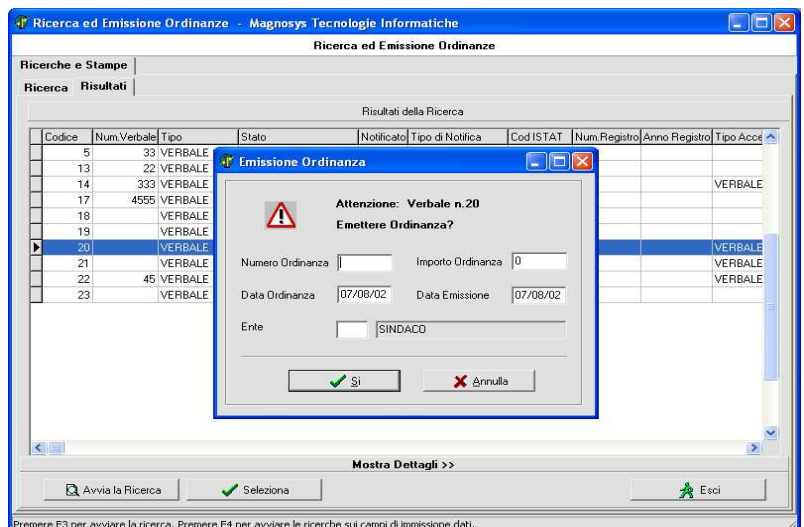 Ricerca ed Emissione Ordinanze - Magnosys Tecnologie Informatiche
Ricerca ed Emissione Ordinanze
Ricerche e Stampe
Ricerca Risultati
Risultati della Ricerca
Codice Num.Verbale Tipo Stato Notificato Tipo di Notifica Cod ISTAT Num.Registro Anno Registro Tipo Acce
5 33 VERBALE
13 22 VERBALE
14 333 VERBALE VERBALE
17 4555 VERBALE
18 VERBALE
19 VERBALE
20 VERBALE VERBALE
21 VERBALE VERBALE
22 45 VERBALE VERBALE
23 VERBALE
Emissione Ordinanza
Attenzione: Verbale n.20
Emettere Ordinanza?
Numero Ordinanza Importo Ordinanza 0
Data Ordinanza 07/08/02 Data Emissione 07/08/02
Ente SINDACO
Si Annulla
Mostra Dettagli >>
Avvia la Ricerca Seleziona Esci
Premere F3 per avviare la ricerca. Premere F4 per avviare le ricerche sui campi di immissione dati.